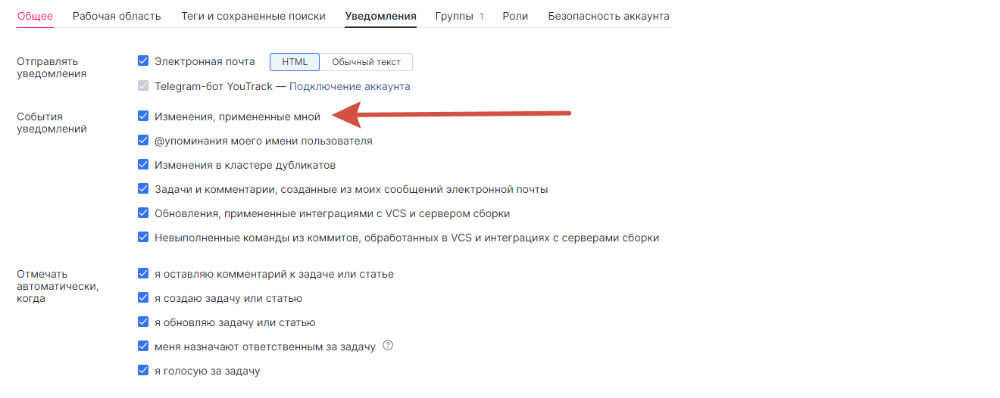 Общее Рабочая область Теги и сохраненные поиски Уведомления Группы 1 Роли Безопасность аккаунта
Отправлять уведомления
Электронная почта HTML Обычный текст
Telegram-бот YouTrack — Подключение аккаунта
События уведомлений
Изменения, примененные мной
@упоминания моего имени пользователя
Изменения в кластере дубликатов
Задачи и комментарии, созданные из моих сообщений электронной почты
Обновления, примененные интеграциями с VCS и сервером сборки
Невыполненные команды из коммитов, обработанных в VCS и интеграциях с серверами сборки
Отмечать автоматически, когда
я оставляю комментарий к задаче или статье
я создаю задачу или статью
я обновляю задачу или статью
меня назначают ответственным за задачу ?
я голосую за задачу